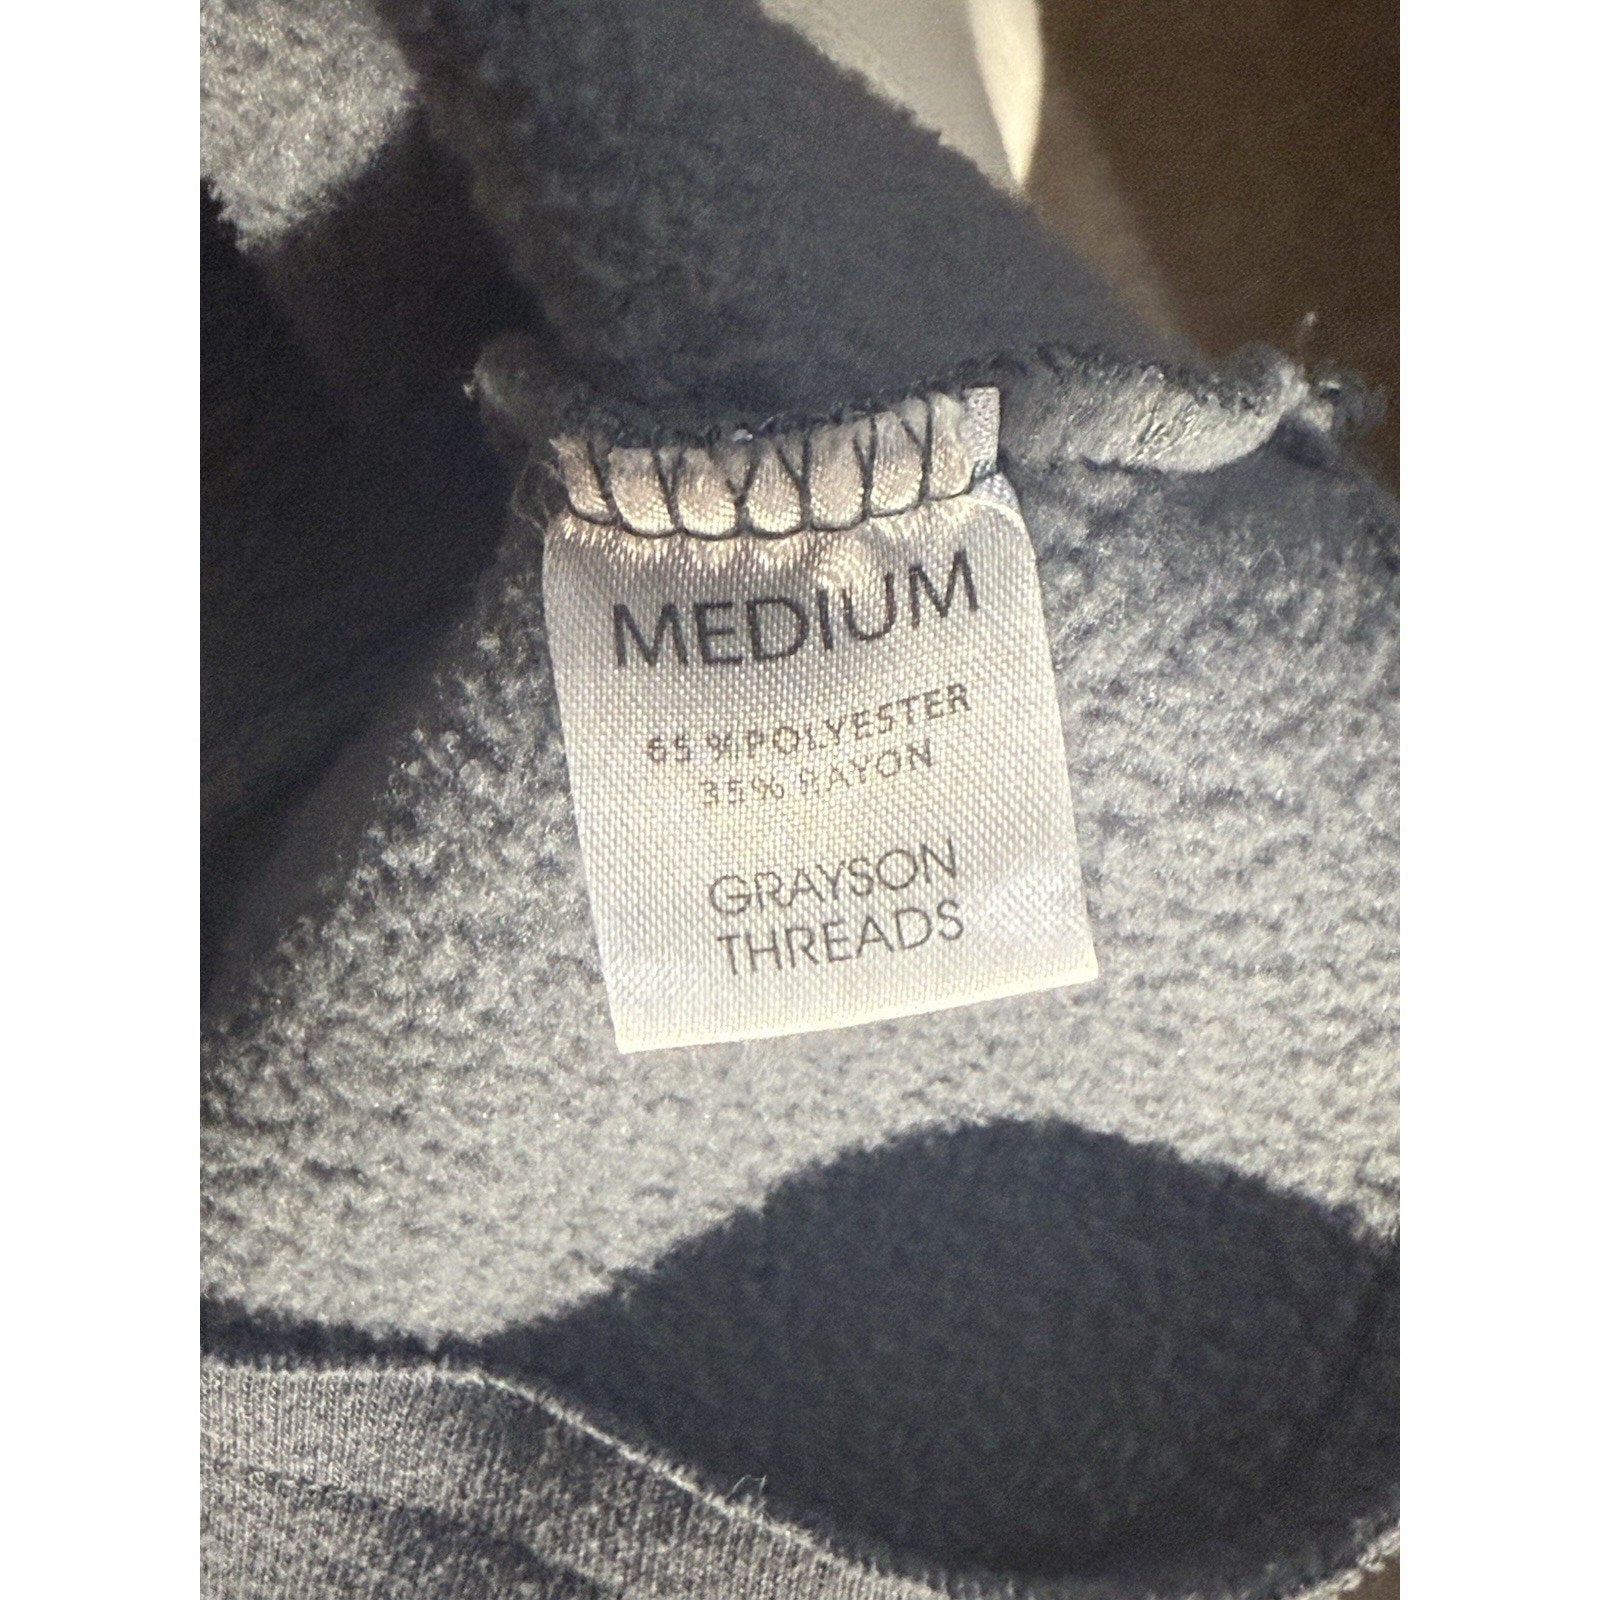 MEDIUM
65 % POLYESTER
35% RAYON
GRAYSON
THREADS